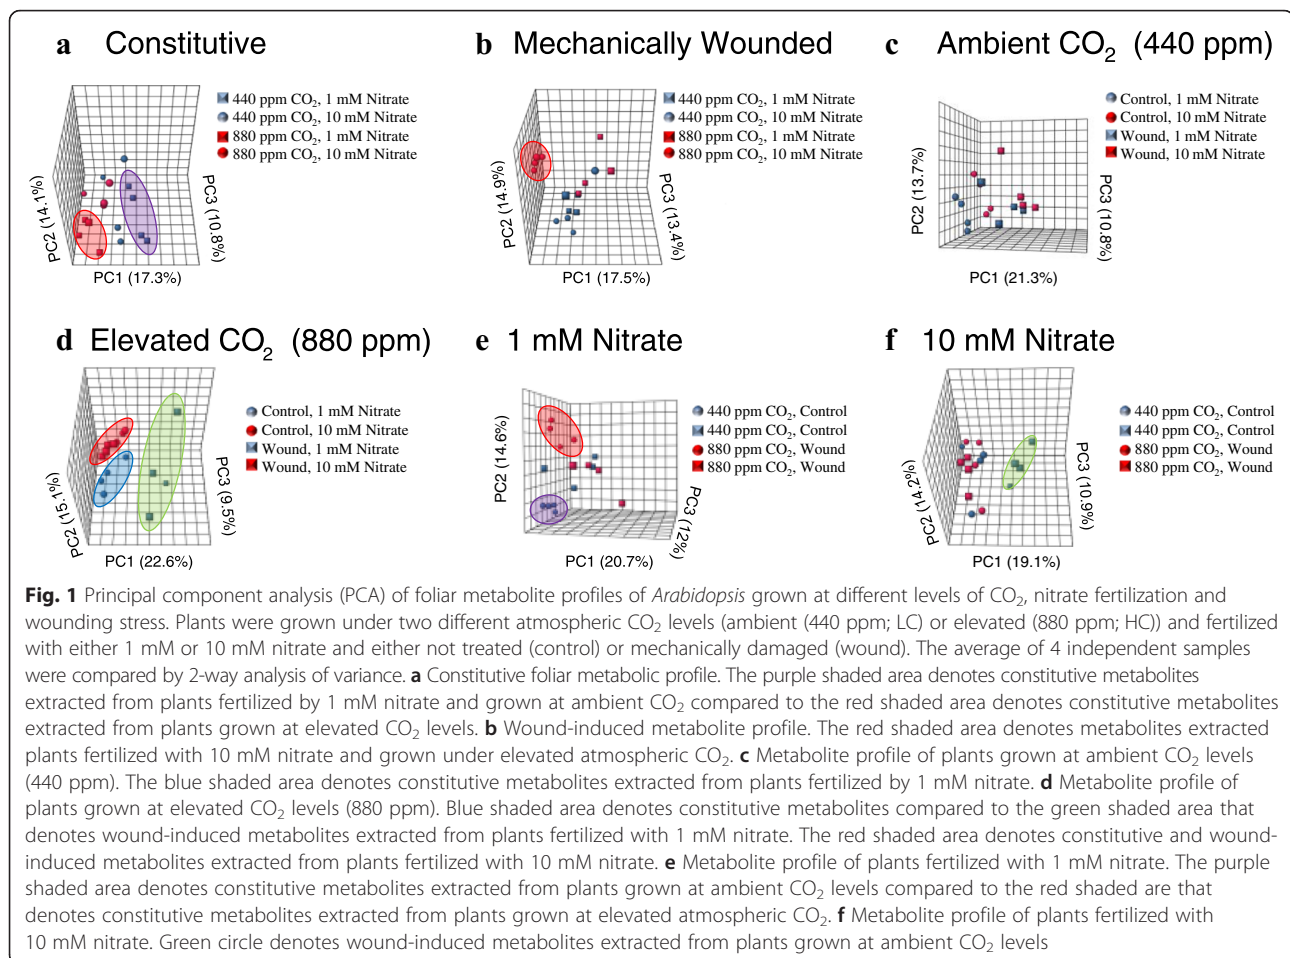 a Constitutive
PC2 (14.1%)
PC3 (10.8%)
PC1 (17.3%)
440 ppm CO2, 1 mM Nitrate
440 ppm CO2, 10 mM Nitrate
880 ppm CO2, 1 mM Nitrate
880 ppm CO2, 10 mM Nitrate
b Mechanically Wounded
PC2 (14.9%)
PC3 (13.4%)
PC1 (17.5%)
440 ppm CO2, 1 mM Nitrate
440 ppm CO2, 10 mM Nitrate
880 ppm CO2, 1 mM Nitrate
880 ppm CO2, 10 mM Nitrate
c Ambient CO2 (440 ppm)
PC2 (13.7%)
PC3 (10.8%)
PC1 (21.3%)
Control, 1 mM Nitrate
Control, 10 mM Nitrate
Wound, 1 mM Nitrate
Wound, 10 mM Nitrate
d Elevated CO2 (880 ppm)
PC2 (15.1%)
PC3 (9.5%)
PC1 (22.6%)
Control, 1 mM Nitrate
Control, 10 mM Nitrate
Wound, 1 mM Nitrate
Wound, 10 mM Nitrate
e 1 mM Nitrate
PC2 (14.6%)
PC3 (12%)
PC1 (20.7%)
440 ppm CO2, Control
440 ppm CO2, Control
880 ppm CO2, Wound
880 ppm CO2, Wound
f 10 mM Nitrate
PC2 (14.2%)
PC3 (10.9%)
PC1 (19.1%)
440 ppm CO2, Control
440 ppm CO2, Control
880 ppm CO2, Wound
880 ppm CO2, Wound
Fig. 1 Principal component analysis (PCA) of foliar metabolite profiles of Arabidopsis grown at different levels of CO2, nitrate fertilization and
wounding stress. Plants were grown under two different atmospheric CO2 levels (ambient (440 ppm; LC) or elevated (880 ppm; HC)) and fertilized
with either 1 mM or 10 mM nitrate and either not treated (control) or mechanically damaged (wound). The average of 4 independent samples
were compared by 2-way analysis of variance. a Constitutive foliar metabolic profile. The purple shaded area denotes constitutive metabolites
extracted from plants fertilized by 1 mM nitrate and grown at ambient CO2 compared to the red shaded area denotes constitutive metabolites
extracted from plants grown at elevated CO2 levels. b Wound-induced metabolite profile. The red shaded area denotes metabolites extracted
plants fertilized with 10 mM nitrate and grown under elevated atmospheric CO2. c Metabolite profile of plants grown at ambient CO2 levels
(440 ppm). The blue shaded area denotes constitutive metabolites extracted from plants fertilized by 1 mM nitrate. d Metabolite profile of
plants grown at elevated CO2 levels (880 ppm). Blue shaded area denotes constitutive metabolites compared to the green shaded area that
denotes wound-induced metabolites extracted from plants fertilized with 1 mM nitrate. The red shaded area denotes constitutive and wound-
induced metabolites extracted from plants fertilized with 10 mM nitrate. e Metabolite profile of plants fertilized with 1 mM nitrate. The purple
shaded area denotes constitutive metabolites extracted from plants grown at ambient CO2 levels compared to the red shaded are that
denotes constitutive metabolites extracted from plants grown at elevated atmospheric CO2. f Metabolite profile of plants fertilized with
10 mM nitrate. Green circle denotes wound-induced metabolites extracted from plants grown at ambient CO2 levels